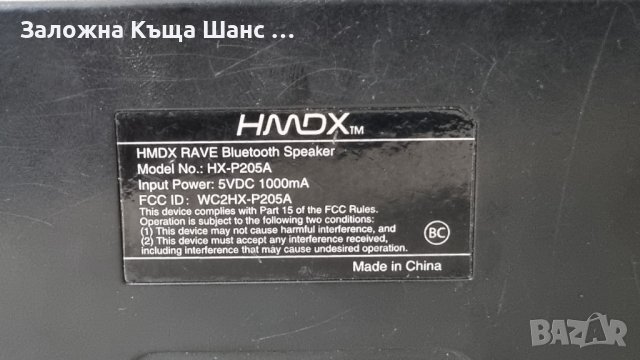 Заложна Къща Шанс ...
HMDX™
HMDX RAVE Bluetooth Speaker
Model No.: HX-P205A
Input Power: 5VDC 1000mA
FCC ID： WC2HX-P205A
This device complies with Part 15 of the FCC Rules.
Operation is subject to the following two conditions:
(1) This device may not cause harmful interference, and
(2) This device must accept any interference received,
including interference that may cause undesired operation.
BC
Made in China
BAZAR